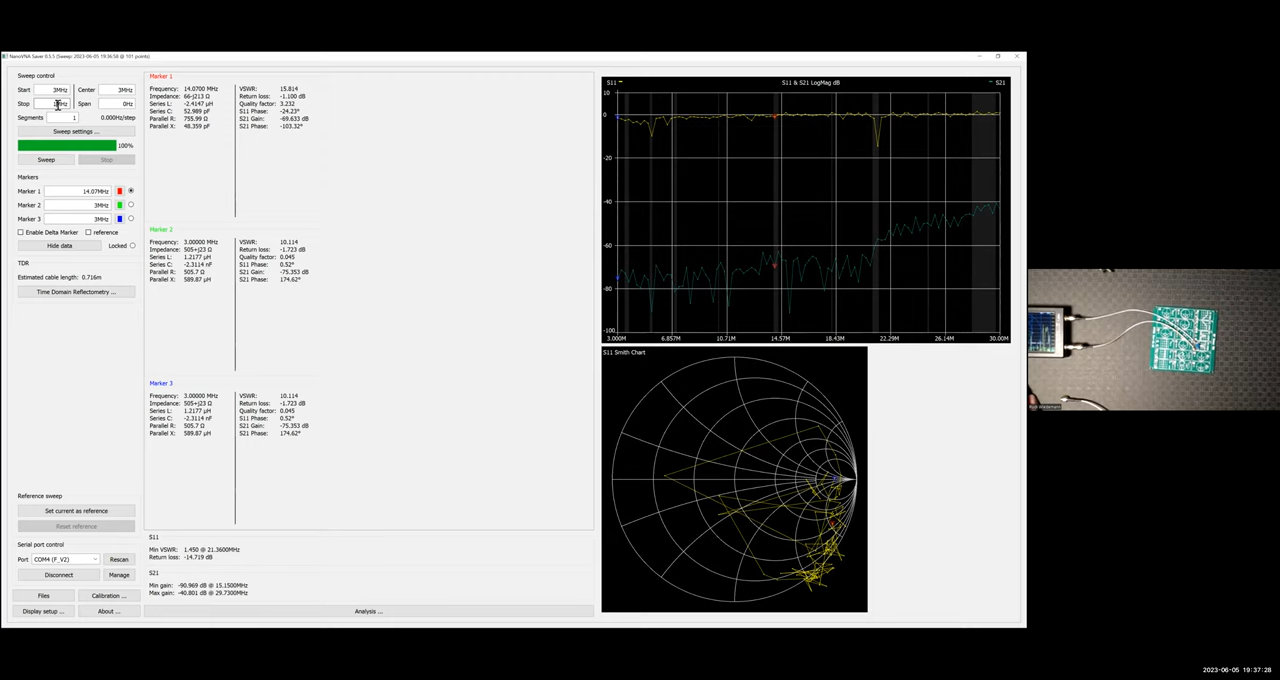 NanoVNA Saver 0.5.5 (Sweep: 2023-06-05 19:36:58 @ 101 points)
Sweep control
Start 3MHz Center 3MHz
Stop Span 0Hz
Segments 1 0.000Hz/step
Sweep settings ...
100%
Sweep Stop
Markers
Marker 1 14.07MHz
Marker 2 3MHz
Marker 3 3MHz
Enable Delta Marker reference
Hide data Locked
TDR
Estimated cable length: 0.716m
Time Domain Reflectometry ...
Reference sweep
Set current as reference
Reset reference
Serial port control
Port COM4 (F_V2) Rescan
Disconnect Manage
Files Calibration ...
Display setup ... About ...
Marker 1
Frequency: 14.0700 MHz VSWR: 15.814
Impedance: 66-j213 Ω Return loss: -1.100 dB
Series L: -2.4147 µH Quality factor: 3.232
Series C: 52.989 pF S11 Phase: -24.23°
Parallel R: 755.99 Ω S21 Gain: -69.633 dB
Parallel X: 48.359 pF S21 Phase: -103.32°
Marker 2
Frequency: 3.00000 MHz VSWR: 10.114
Impedance: 505+j23 Ω Return loss: -1.723 dB
Series L: 1.2177 µH Quality factor: 0.045
Series C: -2.3114 nF S11 Phase: 0.52°
Parallel R: 505.7 Ω S21 Gain: -75.353 dB
Parallel X: 589.87 µH S21 Phase: 174.62°
Marker 3
Frequency: 3.00000 MHz VSWR: 10.114
Impedance: 505+j23 Ω Return loss: -1.723 dB
Series L: 1.2177 µH Quality factor: 0.045
Series C: -2.3114 nF S11 Phase: 0.52°
Parallel R: 505.7 Ω S21 Gain: -75.353 dB
Parallel X: 589.87 µH S21 Phase: 174.62°
S11
Min VSWR: 1.450 @ 21.3600MHz
Return loss: -14.719 dB
S21
Min gain: -90.969 dB @ 15.1500MHz
Max gain: -40.801 dB @ 29.7300MHz
Analysis ...
S11 S11 & S21 LogMag dB S21
10
0
-20
-40
-60
-80
-100
3.000M 6.857M 10.71M 14.57M 18.43M 22.29M 26.14M 30.00M
S11 Smith Chart
2023-06-05 19:37:28